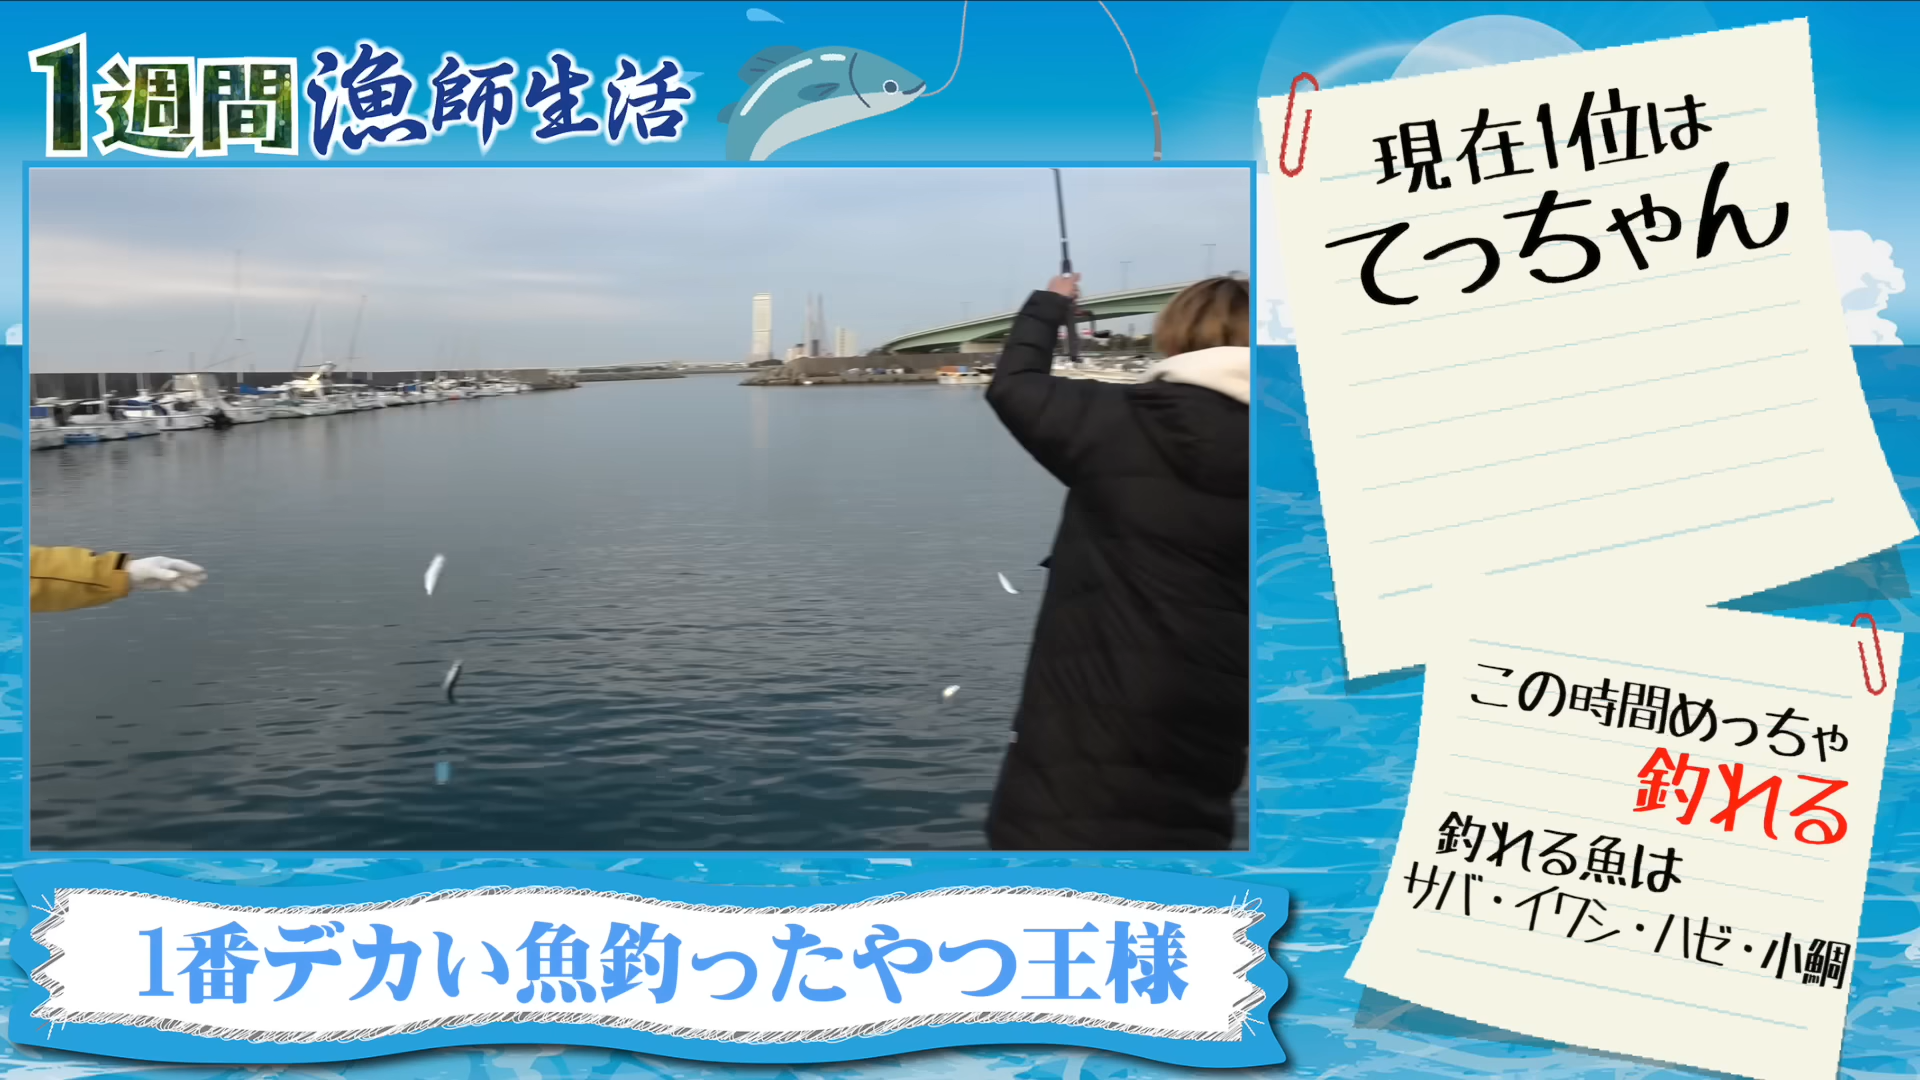 1週間漁師生活
現在1位は
てっちゃん
この時間めっちゃ
釣れる
釣れる魚は
サバ・イワシ・ハゼ・小鯛
1番デカい魚釣ったやつ王様